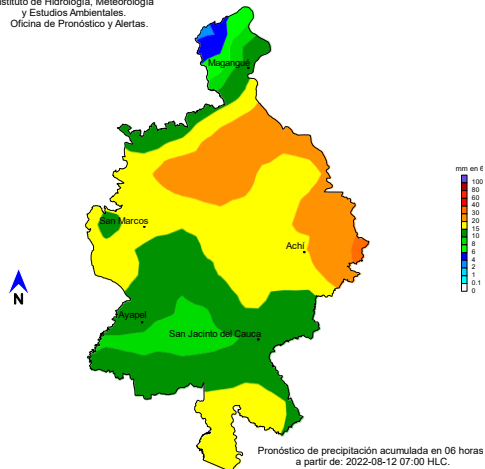 Instituto de Hidrología, Meteorología
y Estudios Ambientales.
Oficina de Pronóstico y Alertas.
Magangué
San Marcos
Achí
Ayapel
San Jacinto del Cauca
N
mm en 6
100
80
60
40
30
20
15
10
8
6
4
2
1
0.1
0
Pronóstico de precipitación acumulada en 06 horas
a partir de: 2022-08-12 07:00 HLC.